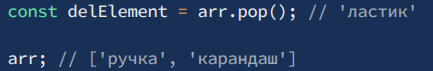 const delElement = arr.pop(); // 'ластик'
arr; // ['ручка', 'карандаш']